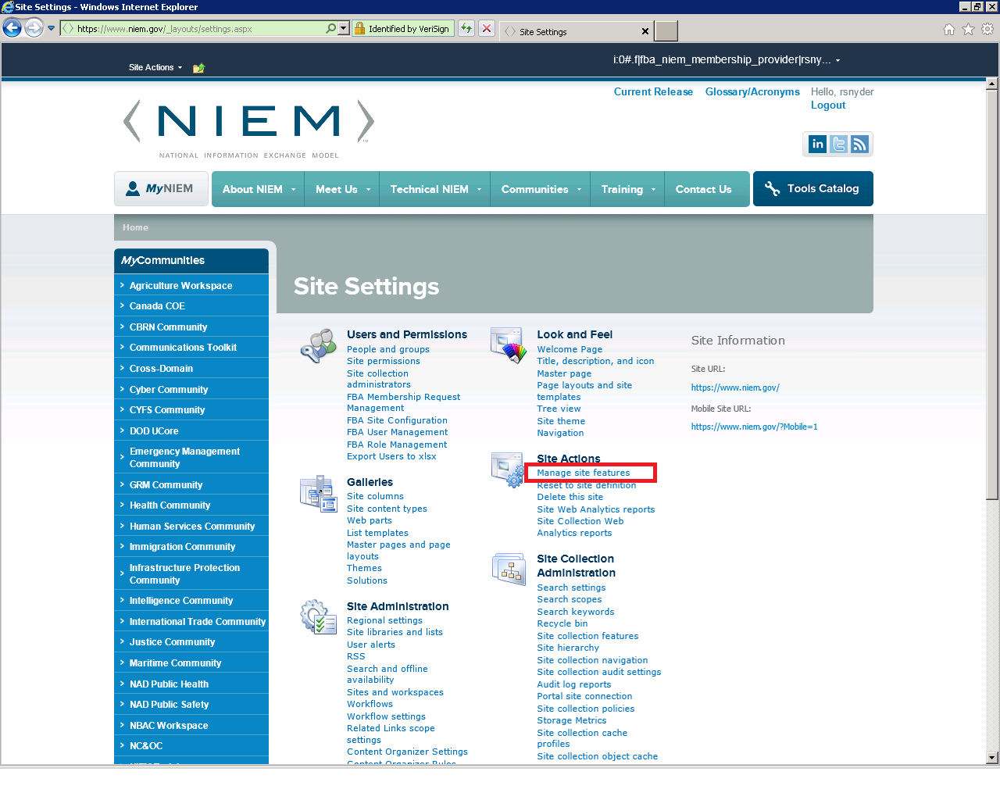 Site Settings - Windows Internet Explorer
https://www.niem.gov/_layouts/settings.aspx
Identified by VeriSign
Site Settings
Site Actions
i:0#.f|fba_niem_membership_provider|rsny...
Current Release
Glossary/Acronyms
Hello, rsnyder
Logout
NIEM
TM
NATIONAL INFORMATION EXCHANGE MODEL
in
MyNIEM
About NIEM
Meet Us
Technical NIEM
Communities
Training
Contact Us
Tools Catalog
Home
MyCommunities
Agriculture Workspace
Canada COE
CBRN Community
Communications Toolkit
Cross-Domain
Cyber Community
CYFS Community
DOD UCore
Emergency Management
Community
GRM Community
Health Community
Human Services Community
Immigration Community
Infrastructure Protection
Community
Intelligence Community
International Trade Community
Justice Community
Maritime Community
NAD Public Health
NAD Public Safety
NBAC Workspace
NC&OC
Site Settings
Users and Permissions
People and groups
Site permissions
Site collection
administrators
FBA Membership Request
Management
FBA Site Configuration
FBA User Management
FBA Role Management
Export Users to xlsx
Galleries
Site columns
Site content types
Web parts
List templates
Master pages and page
layouts
Themes
Solutions
Site Administration
Regional settings
Site libraries and lists
User alerts
RSS
Search and offline
availability
Sites and workspaces
Workflows
Workflow settings
Related Links scope
settings
Content Organizer Settings
Content Organizer Rules
Look and Feel
Welcome Page
Title, description, and icon
Master page
Page layouts and site
templates
Tree view
Site theme
Navigation
Site Actions
Manage site features
Reset to site definition
Delete this site
Site Web Analytics reports
Site Collection Web
Analytics reports
Site Collection
Administration
Search settings
Search scopes
Search keywords
Recycle bin
Site collection features
Site hierarchy
Site collection navigation
Site collection audit settings
Audit log reports
Portal site connection
Site collection policies
Storage Metrics
Site collection cache
profiles
Site collection object cache
Site Information
Site URL:
https://www.niem.gov/
Mobile Site URL:
https://www.niem.gov/?Mobile=1